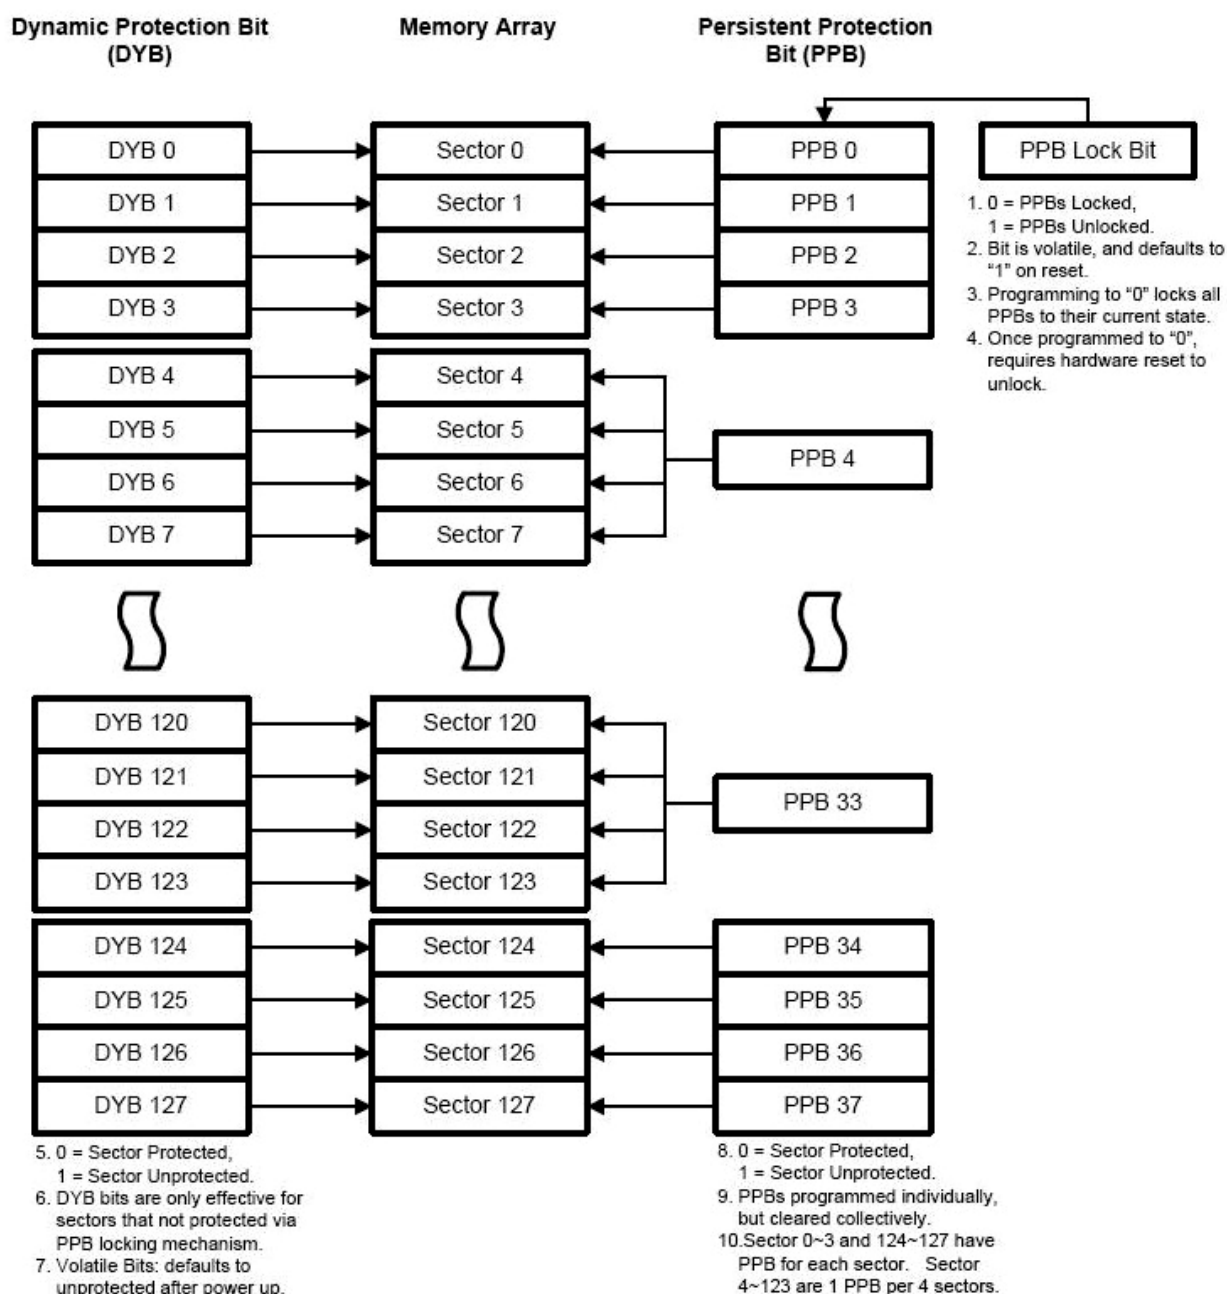 Dynamic Protection Bit
(DYB)
Memory Array
Persistent Protection
Bit (PPB)
DYB 0
Sector 0
PPB 0
PPB Lock Bit
DYB 1
Sector 1
PPB 1
DYB 2
Sector 2
PPB 2
DYB 3
Sector 3
PPB 3
1. 0 = PPBs Locked,
1 = PPBs Unlocked.
2. Bit is volatile, and defaults to
“1” on reset.
3. Programming to “0” locks all
PPBs to their current state.
4. Once programmed to “0”,
requires hardware reset to
unlock.
DYB 4
Sector 4
DYB 5
Sector 5
PPB 4
DYB 6
Sector 6
DYB 7
Sector 7
DYB 120
Sector 120
DYB 121
Sector 121
PPB 33
DYB 122
Sector 122
DYB 123
Sector 123
DYB 124
Sector 124
PPB 34
DYB 125
Sector 125
PPB 35
DYB 126
Sector 126
PPB 36
DYB 127
Sector 127
PPB 37
5. 0 = Sector Protected,
1 = Sector Unprotected.
6. DYB bits are only effective for
sectors that not protected via
PPB locking mechanism.
7. Volatile Bits: defaults to
unprotected after power up.
8. 0 = Sector Protected,
1 = Sector Unprotected.
9. PPBs programmed individually,
but cleared collectively.
10.Sector 0~3 and 124~127 have
PPB for each sector. Sector
4~123 are 1 PPB per 4 sectors.